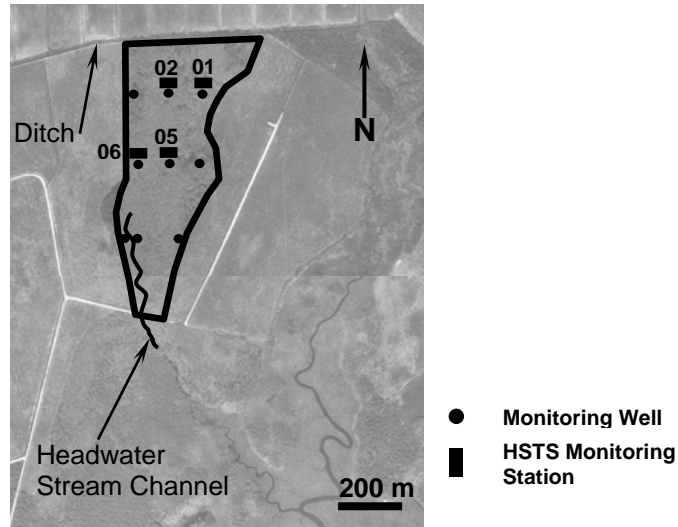 02 01
Ditch
N
06 05
Headwater
Stream Channel
200 m
Monitoring Well
HSTS Monitoring
Station